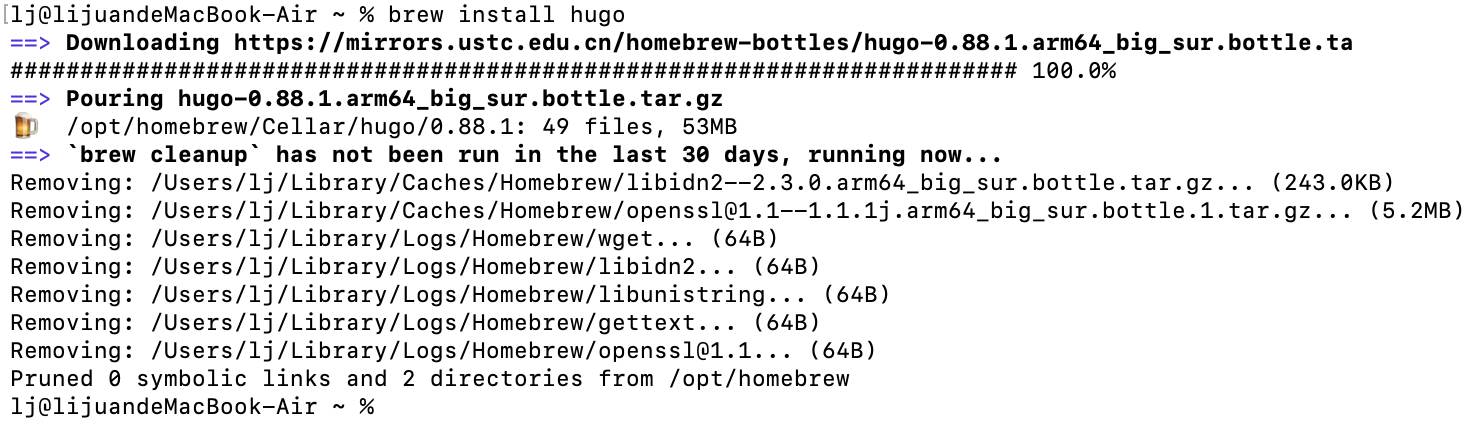 [lj@lijuandeMacBook-Air ~ % brew install hugo
==> Downloading https://mirrors.ustc.edu.cn/homebrew-bottles/hugo-0.88.1.arm64_big_sur.bottle.ta
######################################################################## 100.0%
==> Pouring hugo-0.88.1.arm64_big_sur.bottle.tar.gz
🍺  /opt/homebrew/Cellar/hugo/0.88.1: 49 files, 53MB
==> `brew cleanup` has not been run in the last 30 days, running now...
Removing: /Users/lj/Library/Caches/Homebrew/libidn2--2.3.0.arm64_big_sur.bottle.tar.gz... (243.0KB)
Removing: /Users/lj/Library/Caches/Homebrew/openssl@1.1--1.1.1j.arm64_big_sur.bottle.1.tar.gz... (5.2MB)
Removing: /Users/lj/Library/Logs/Homebrew/wget... (64B)
Removing: /Users/lj/Library/Logs/Homebrew/libidn2... (64B)
Removing: /Users/lj/Library/Logs/Homebrew/libunistring... (64B)
Removing: /Users/lj/Library/Logs/Homebrew/gettext... (64B)
Removing: /Users/lj/Library/Logs/Homebrew/openssl@1.1... (64B)
Pruned 0 symbolic links and 2 directories from /opt/homebrew
lj@lijuandeMacBook-Air ~ %